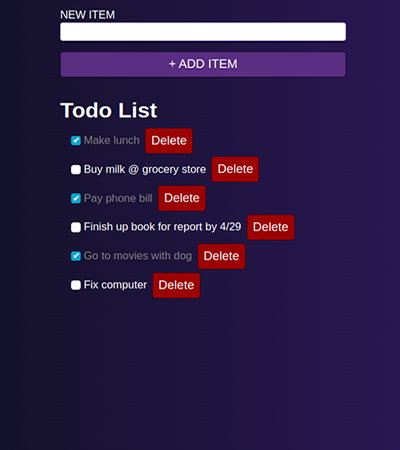 NEW ITEM
+ ADD ITEM
Todo List
Make lunch Delete
Buy milk @ grocery store Delete
Pay phone bill Delete
Finish up book for report by 4/29 Delete
Go to movies with dog Delete
Fix computer Delete